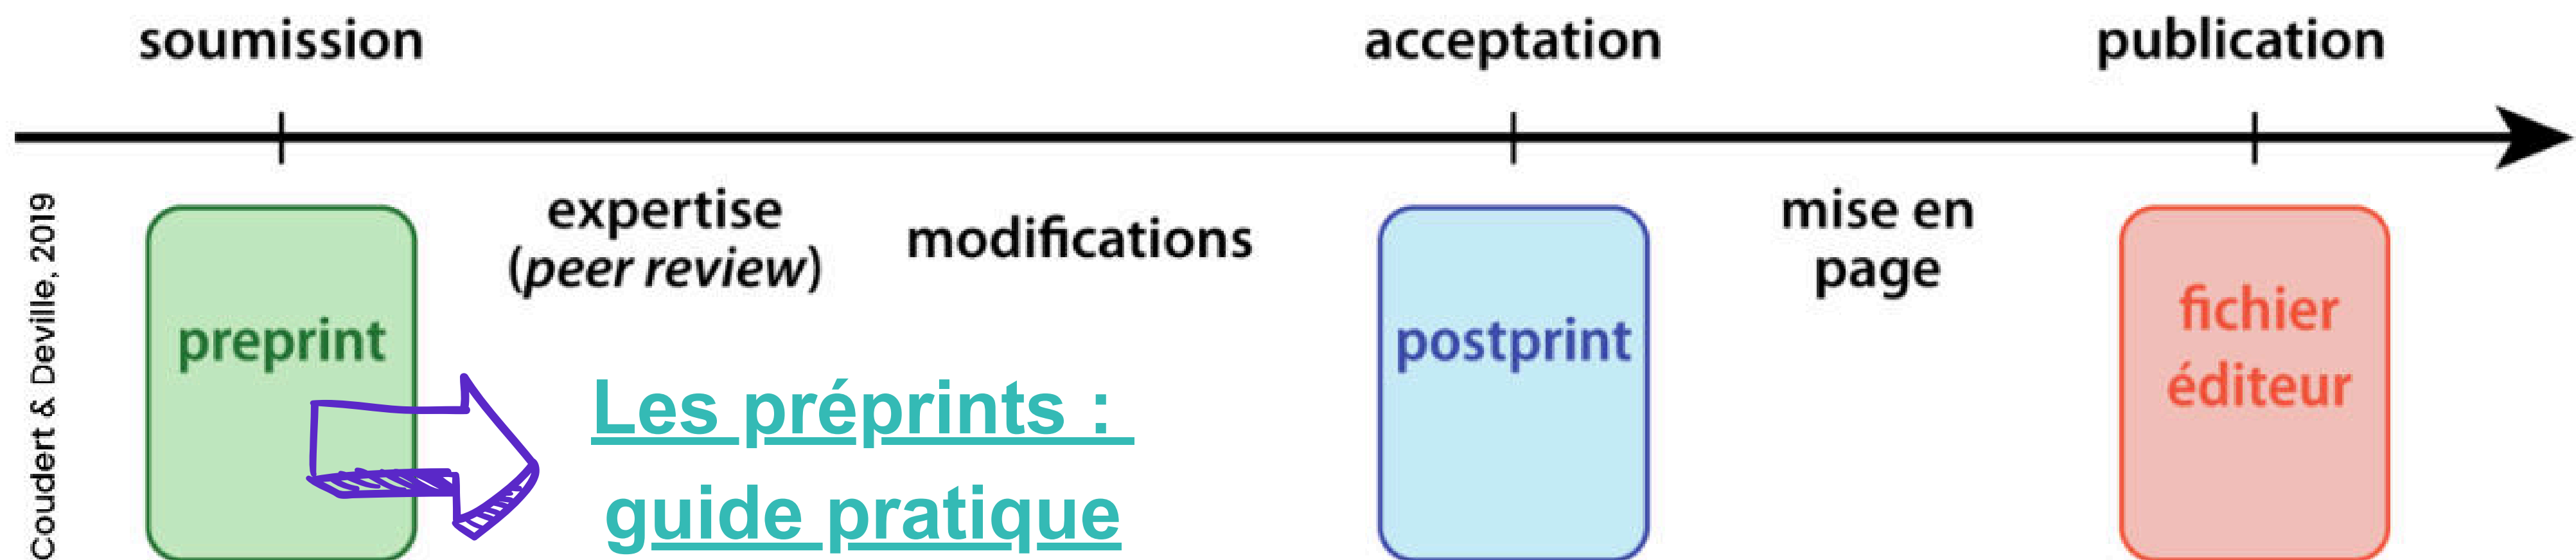 soumission
acceptation
publication
expertise
(peer review)
modifications
mise en
page
preprint
postprint
fichier
éditeur
Les préprints :
guide pratique
Coudert & Deville, 2019